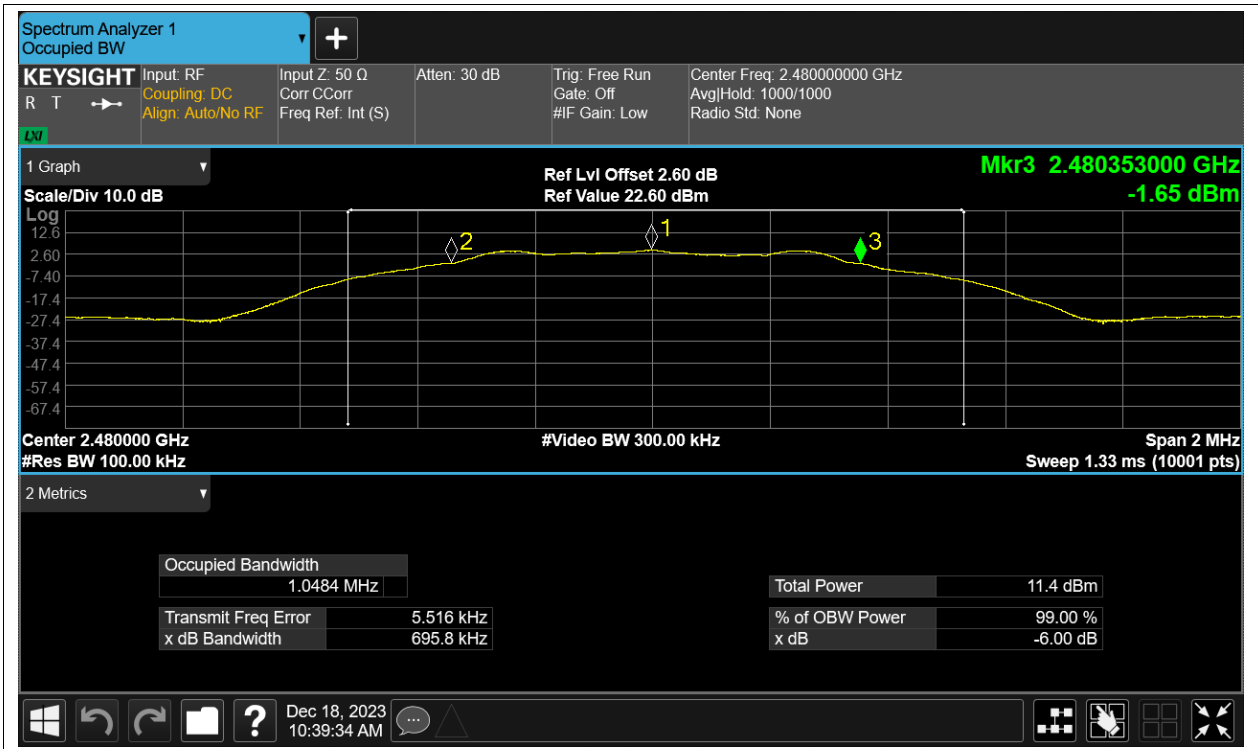 Spectrum Analyzer 1
Occupied BW
KEYSIGHT
R T
LXI
Input: RF
Coupling: DC
Align: Auto/No RF
Input Z: 50 Ω
Corr CCorr
Freq Ref: Int (S)
Atten: 30 dB
Trig: Free Run
Gate: Off
#IF Gain: Low
Center Freq: 2.480000000 GHz
Avg|Hold: 1000/1000
Radio Std: None
1 Graph
Scale/Div 10.0 dB
Ref Lvl Offset 2.60 dB
Ref Value 22.60 dBm
Mkr3 2.480353000 GHz
-1.65 dBm
Log
12.6
2.60
-7.40
-17.4
-27.4
-37.4
-47.4
-57.4
-67.4
2
1
3
Center 2.480000 GHz
#Res BW 100.00 kHz
#Video BW 300.00 kHz
Span 2 MHz
Sweep 1.33 ms (10001 pts)
2 Metrics
Occupied Bandwidth
1.0484 MHz
Transmit Freq Error 5.516 kHz
x dB Bandwidth 695.8 kHz
Total Power 11.4 dBm
% of OBW Power 99.00 %
x dB -6.00 dB
?
Dec 18, 2023
10:39:34 AM